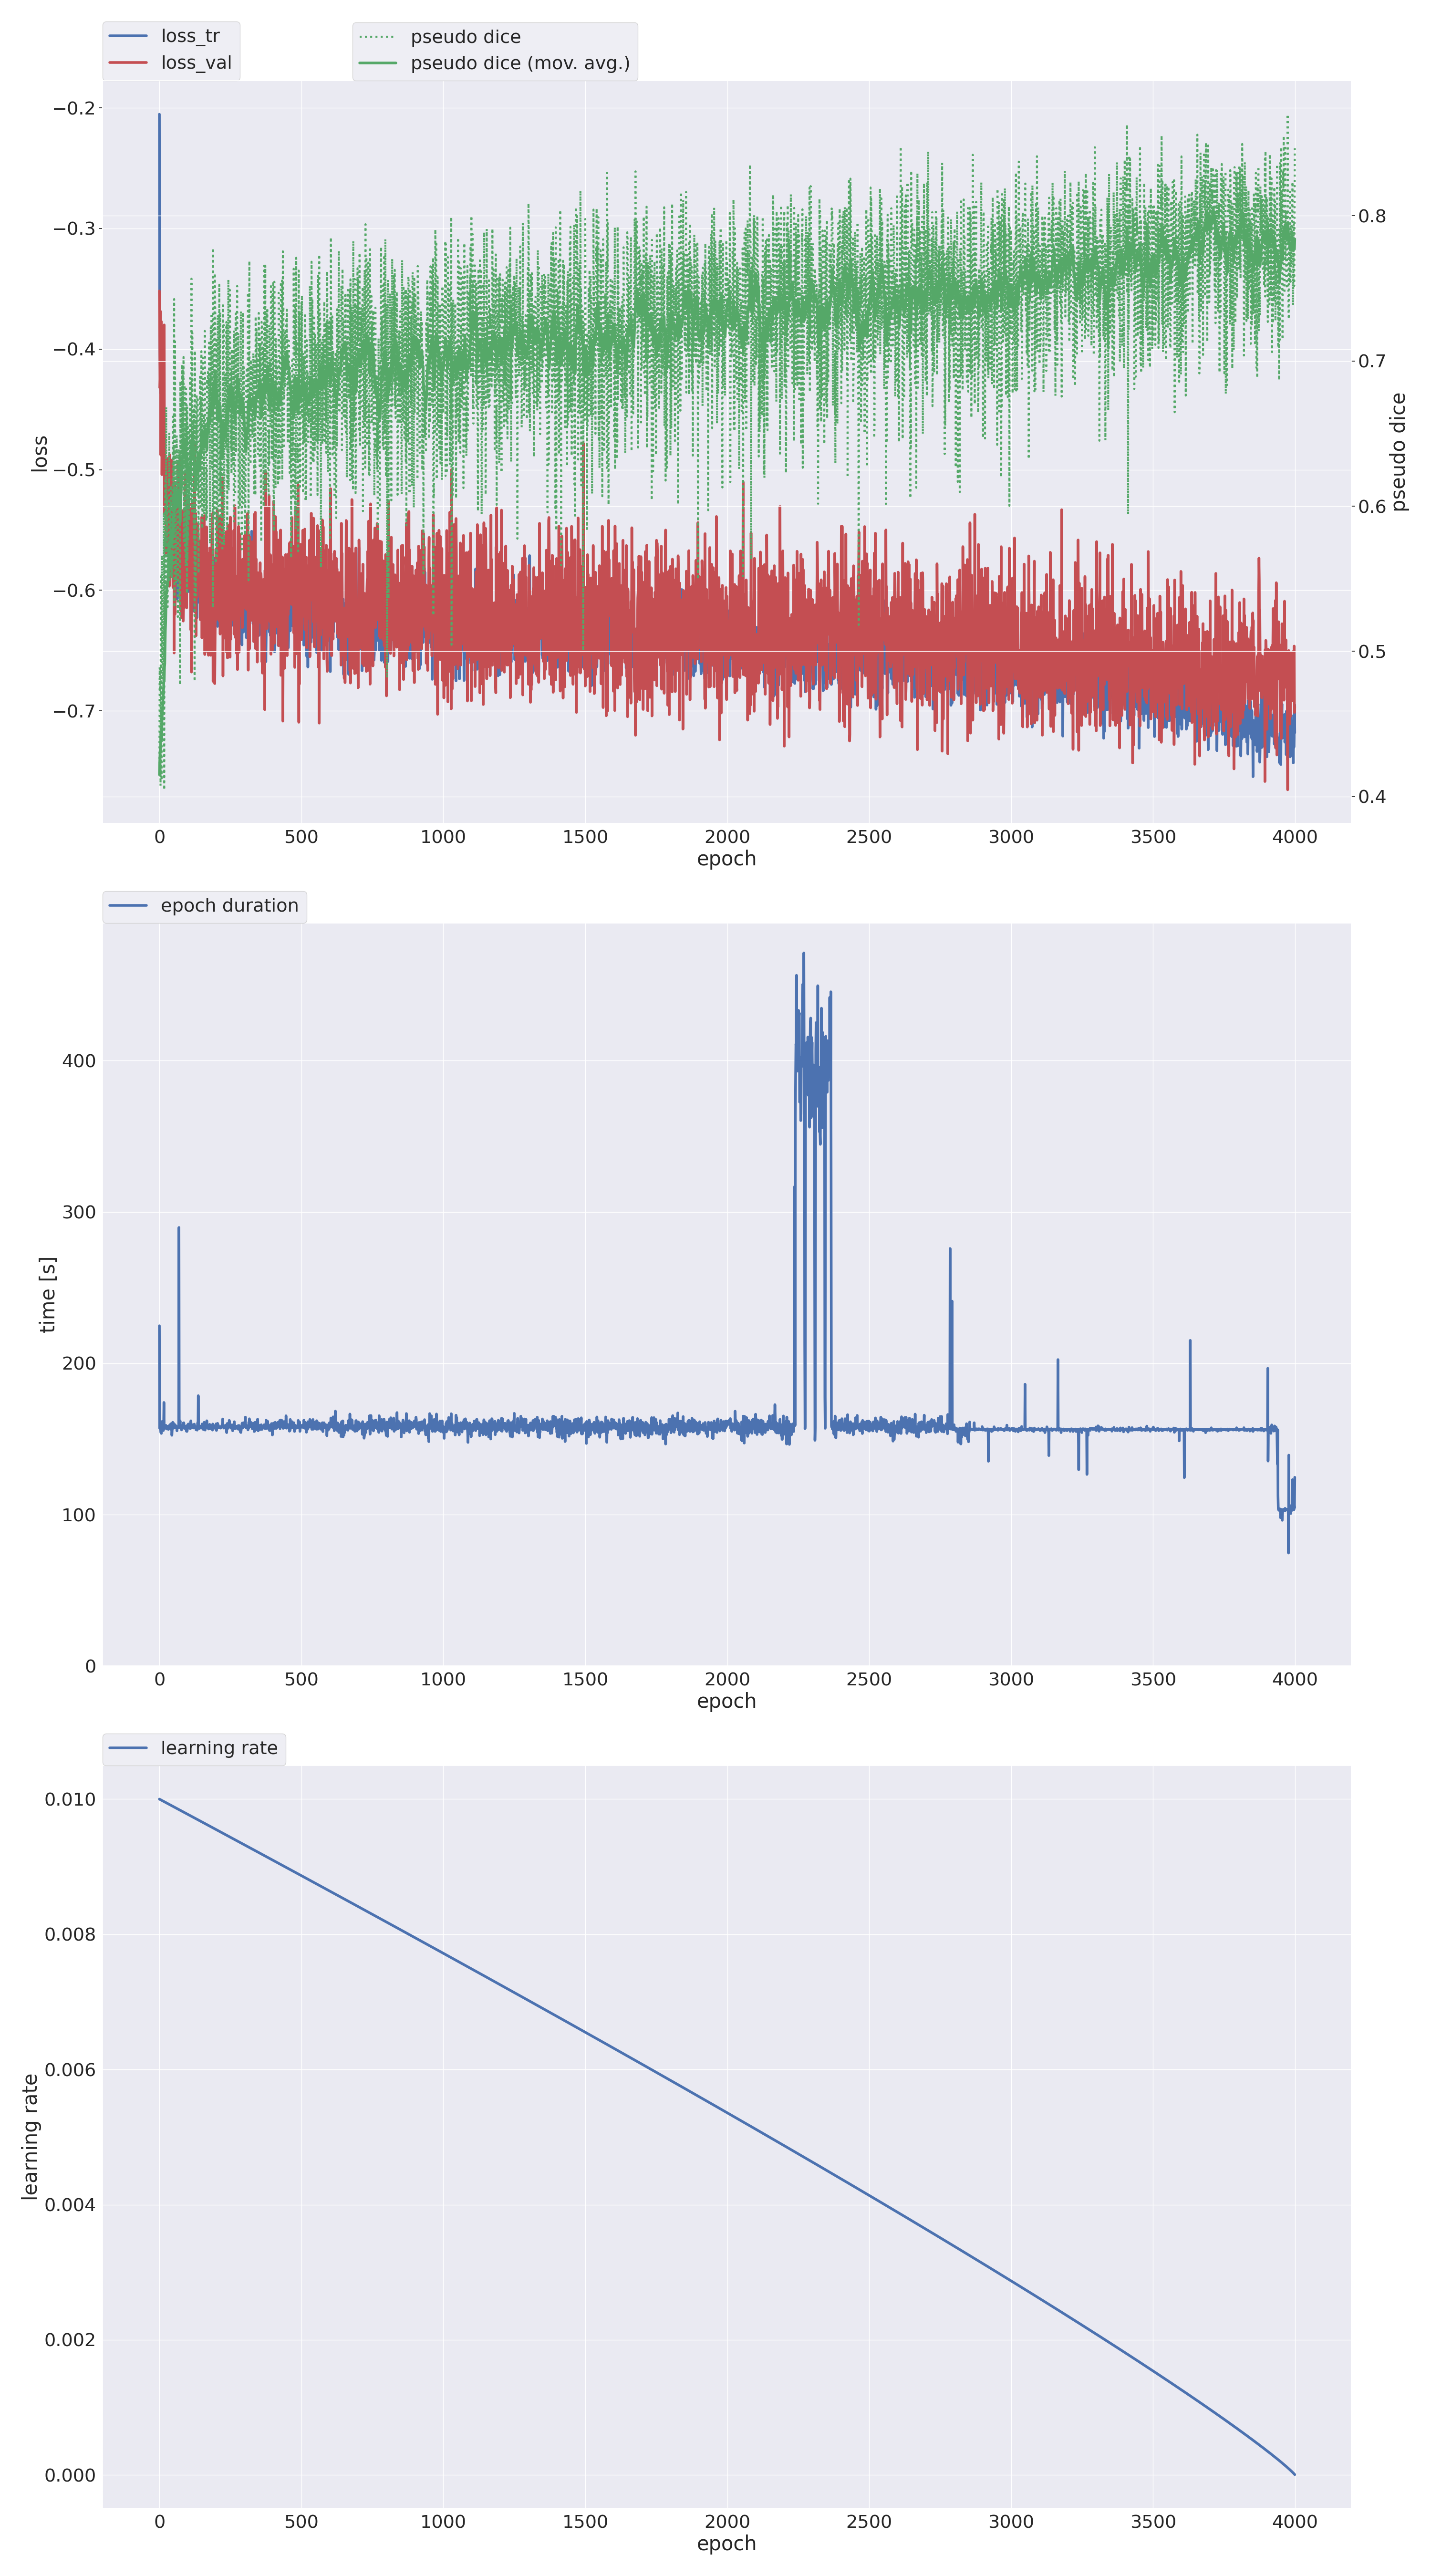 loss_tr
loss_val
pseudo dice
pseudo dice (mov. avg.)
−0.2
−0.3
−0.4
−0.5
−0.6
−0.7
loss
0.8
0.7
0.6
0.5
0.4
pseudo dice
0 500 1000 1500 2000 2500 3000 3500 4000
epoch
epoch duration
400
300
200
100
0
time [s]
0 500 1000 1500 2000 2500 3000 3500 4000
epoch
learning rate
0.010
0.008
0.006
0.004
0.002
0.000
learning rate
0 500 1000 1500 2000 2500 3000 3500 4000
epoch